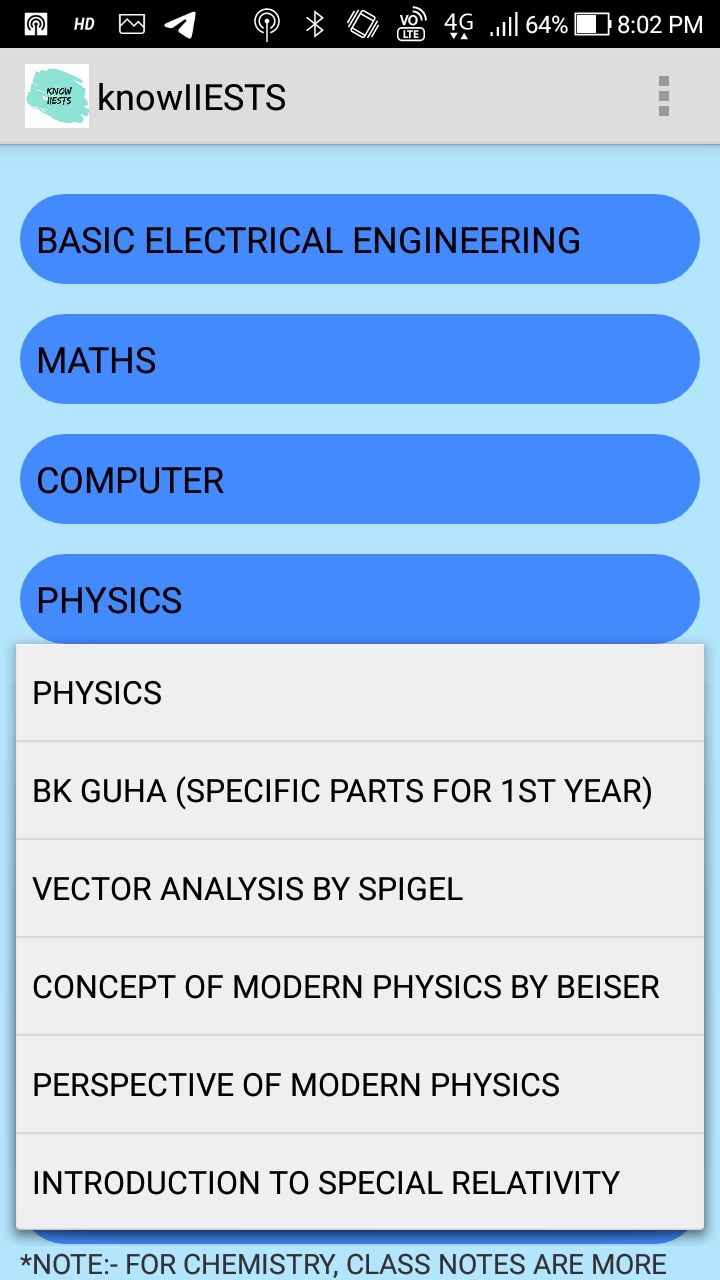 HD VO LTE 4G 64% 8:02 PM
KNOW
IIESTS
knowIIESTS
BASIC ELECTRICAL ENGINEERING
MATHS
COMPUTER
PHYSICS
PHYSICS
BK GUHA (SPECIFIC PARTS FOR 1ST YEAR)
VECTOR ANALYSIS BY SPIGEL
CONCEPT OF MODERN PHYSICS BY BEISER
PERSPECTIVE OF MODERN PHYSICS
INTRODUCTION TO SPECIAL RELATIVITY
*NOTE:- FOR CHEMISTRY, CLASS NOTES ARE MORE